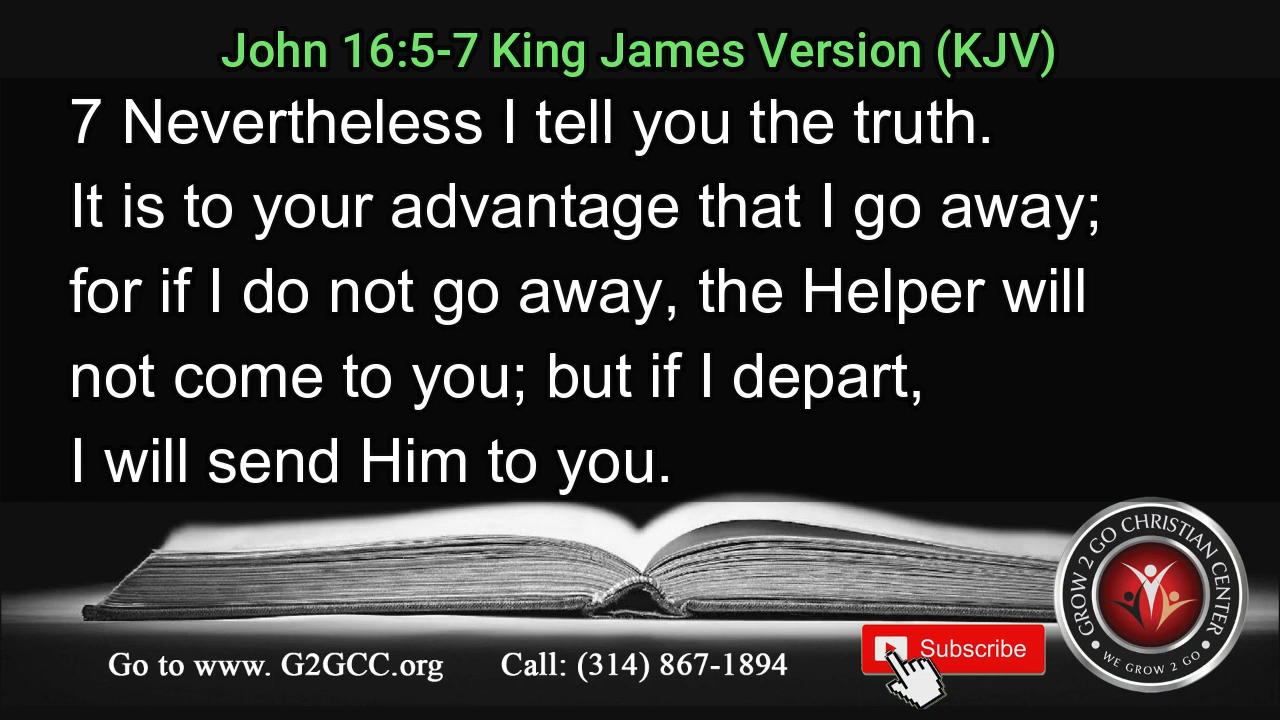 John 16:5-7 King James Version (KJV)
7 Nevertheless I tell you the truth.
It is to your advantage that I go away;
for if I do not go away, the Helper will
not come to you; but if I depart,
I will send Him to you.
GROW 2 GO CHRISTIAN CENTER
• WE GROW 2 GO •
Subscribe
Go to www. G2GCC.org Call: (314) 867-1894